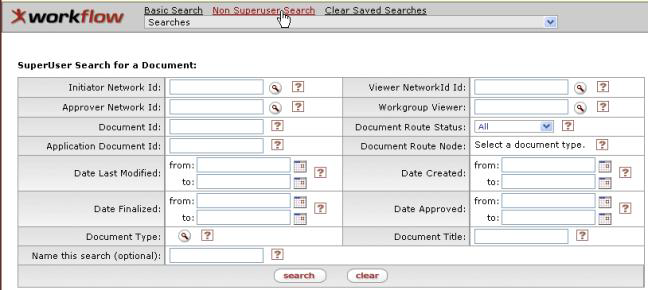 workflow
Basic Search Non Superuser Search Clear Saved Searches
Searches
SuperUser Search for a Document:
Initiator Network Id: ? Viewer NetworkId Id: ?
Approver Network Id: ? Workgroup Viewer: ?
Document Id: ? Document Route Status: All ?
Application Document Id: ? Document Route Node: Select a document type. ?
Date Last Modified: from: to: ? Date Created: from: to: ?
Date Finalized: from: to: ? Date Approved: from: to: ?
Document Type: ? Document Title: ?
Name this search (optional): ?
search clear